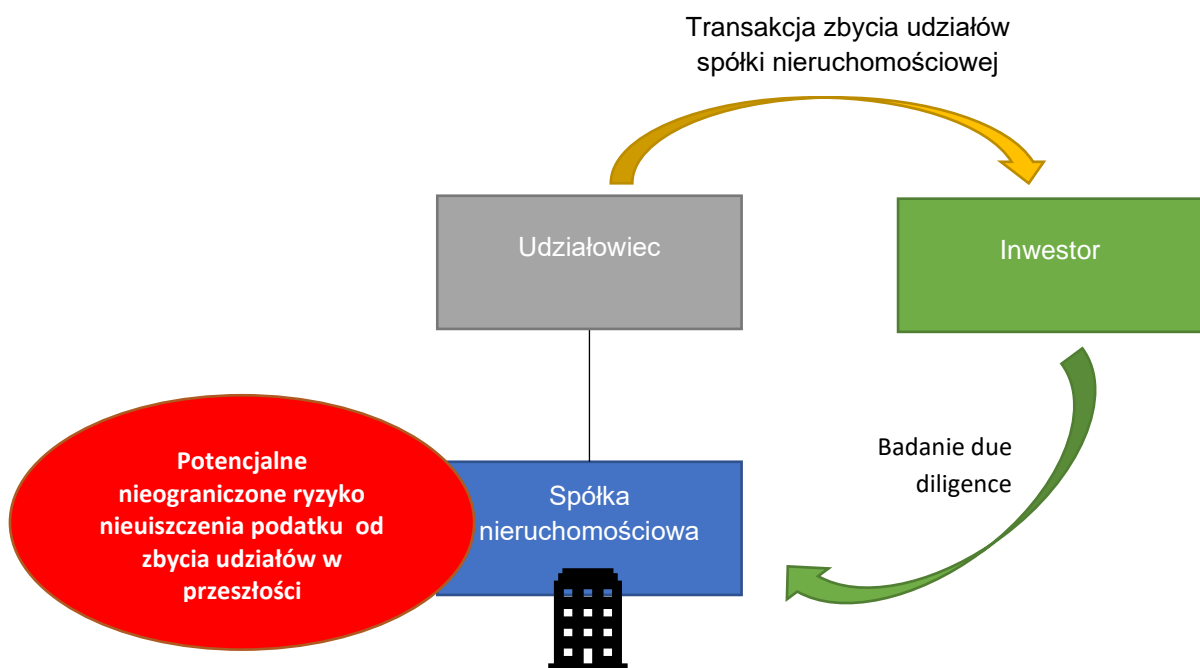 Transakcja zbycia udziałów
spółki nieruchomościowej
Udziałowiec
Inwestor
Badanie due
diligence
Potencjalne
nieograniczone ryzyko
nieuiszczenia podatku od
zbycia udziałów w
przeszłości
Spółka
nieruchomościowa